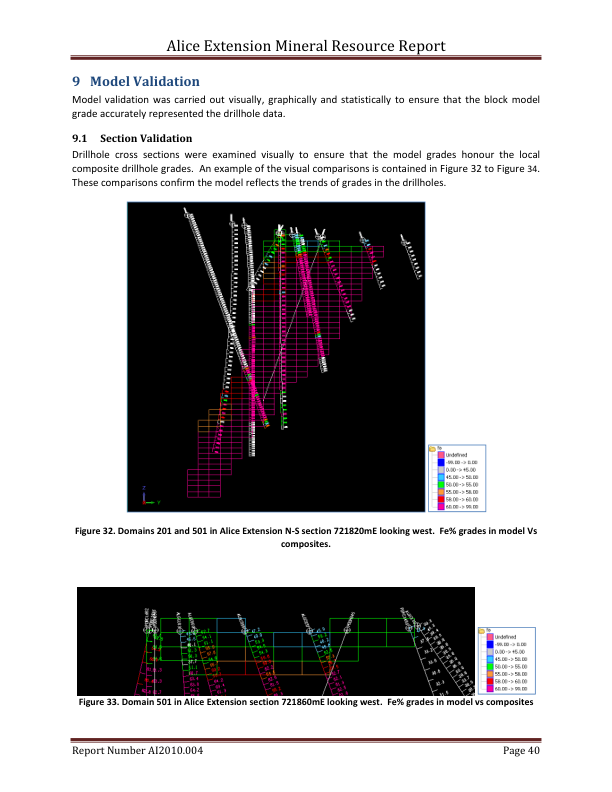 Alice Extension Mineral Resource Report
9 Model Validation
Model validation was carried out visually, graphically and statistically to ensure that the block model
grade accurately represented the drillhole data.
9.1 Section Validation
Drillhole cross sections were examined visually to ensure that the model grades honour the local
composite drillhole grades. An example of the visual comparisons is contained in Figure 32 to Figure 34.
These comparisons confirm the model reflects the trends of grades in the drillholes.
fe
Undefined
-99.00 -> 0.00
0.00 -> 45.00
45.00 -> 50.00
50.00 -> 55.00
55.00 -> 58.00
58.00 -> 60.00
60.00 -> 90.00
Z
Y
Figure 32. Domains 201 and 501 in Alice Extension N-S section 721820mE looking west. Fe% grades in model Vs
composites.
fe
Undefined
-99.00 -> 0.00
0.00 -> 45.00
45.00 -> 50.00
50.00 -> 55.00
55.00 -> 58.00
58.00 -> 60.00
60.00 -> 90.00
Figure 33. Domain 501 in Alice Extension section 721860mE looking west. Fe% grades in model vs composites
Report Number AI2010.004
Page 40